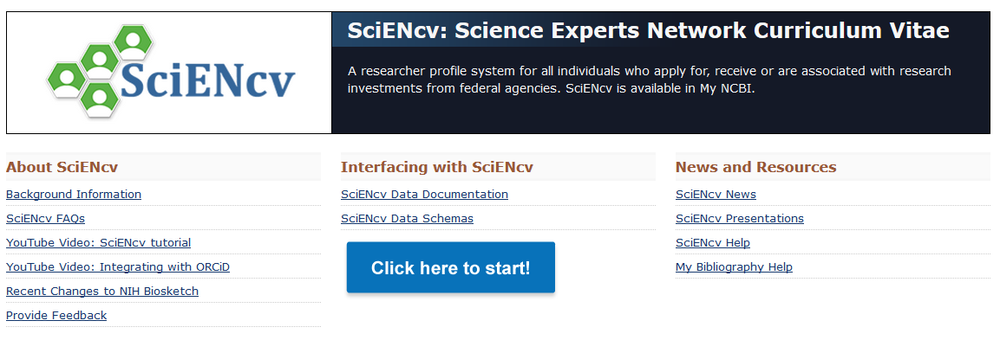 SciENcv
SciENcv: Science Experts Network Curriculum Vitae
A researcher profile system for all individuals who apply for, receive or are associated with research
investments from federal agencies. SciENcv is available in My NCBI.
About SciENcv
Background Information
SciENcv FAQs
YouTube Video: SciENcv tutorial
YouTube Video: Integrating with ORCiD
Recent Changes to NIH Biosketch
Provide Feedback
Interfacing with SciENcv
SciENcv Data Documentation
SciENcv Data Schemas
Click here to start!
News and Resources
SciENcv News
SciENcv Presentations
SciENcv Help
My Bibliography Help